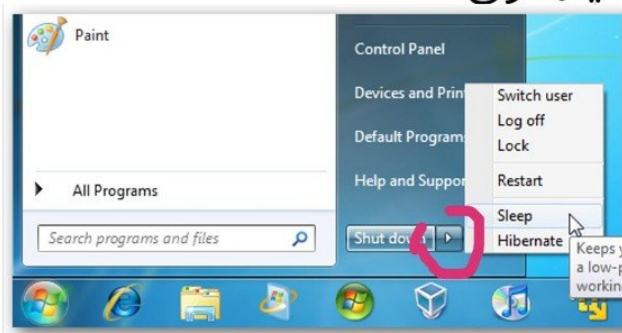 Paint
All Programs
Search programs and files
Control Panel
Devices and Prin
Default Program
Help and Suppor
Shut down
Switch user
Log off
Lock
Restart
Sleep
Hibernate
Keeps y
a low-p
workin